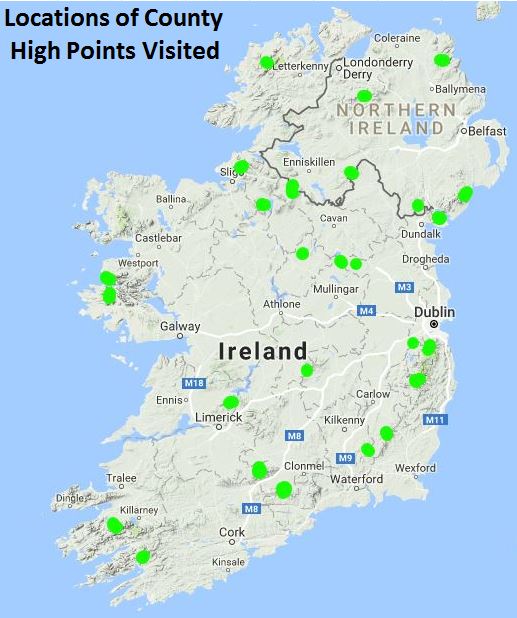 Locations of County
High Points Visited
Coleraine
Letterkenny
Londonderry
Derry
Ballymena
NORTHERN
IRELAND
Belfast
Enniskillen
Sligo
Ballina
Cavan
Dundalk
Castlebar
Westport
Drogheda
Mullingar
M3
Athlone
M4
Dublin
Galway
Ireland
M18
Ennis
Carlow
Limerick
Kilkenny
M11
M8
M9
Clonmel
Wexford
Waterford
Tralee
Dingle
Killarney
M8
Cork
Kinsale